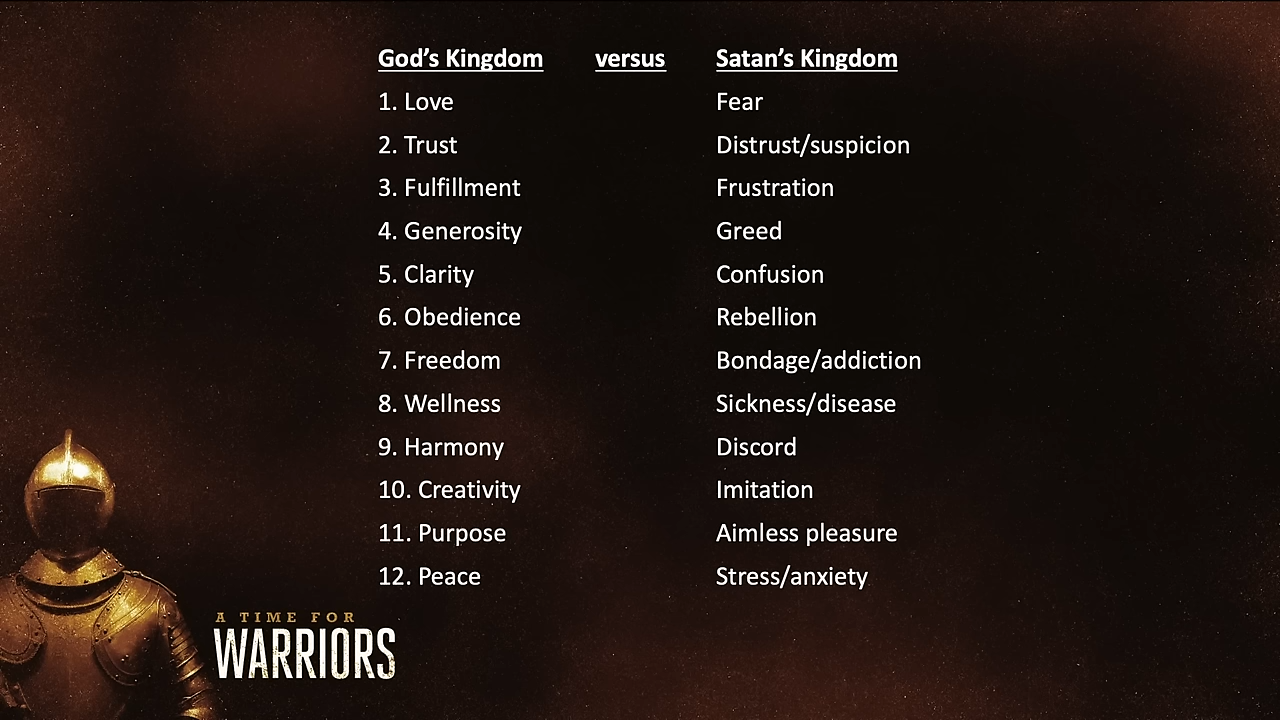 God’s Kingdom versus Satan’s Kingdom
1. Love Fear
2. Trust Distrust/suspicion
3. Fulfillment Frustration
4. Generosity Greed
5. Clarity Confusion
6. Obedience Rebellion
7. Freedom Bondage/addiction
8. Wellness Sickness/disease
9. Harmony Discord
10. Creativity Imitation
11. Purpose Aimless pleasure
12. Peace Stress/anxiety
A TIME FOR
WARRIORS